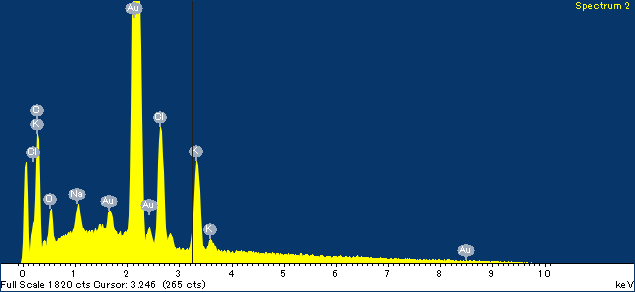 Spectrum 2
Au
C
K
Cl
Cl
K
O
Na
Au
Au
K
Au
0 1 2 3 4 5 6 7 8 9 10
Full Scale 1820 cts Cursor: 3.246 (265 cts) keV